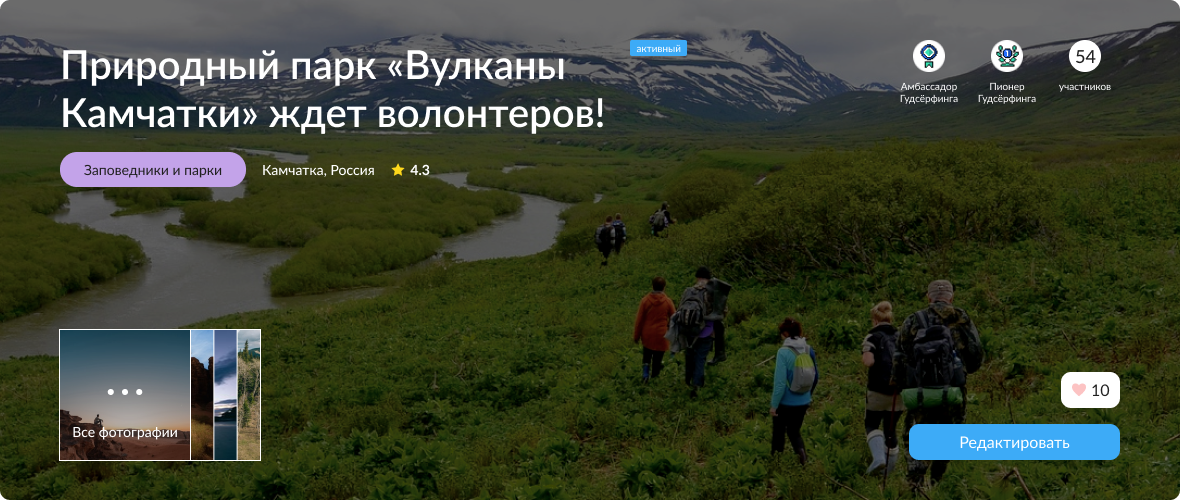 Природный парк «Вулканы
Камчатки» ждет волонтеров!
активный
Амбассадор
Гудсёрфинга
Пионер
Гудсёрфинга
54
участников
Заповедники и парки
Камчатка, Россия
4.3
Все фотографии
10
Редактировать